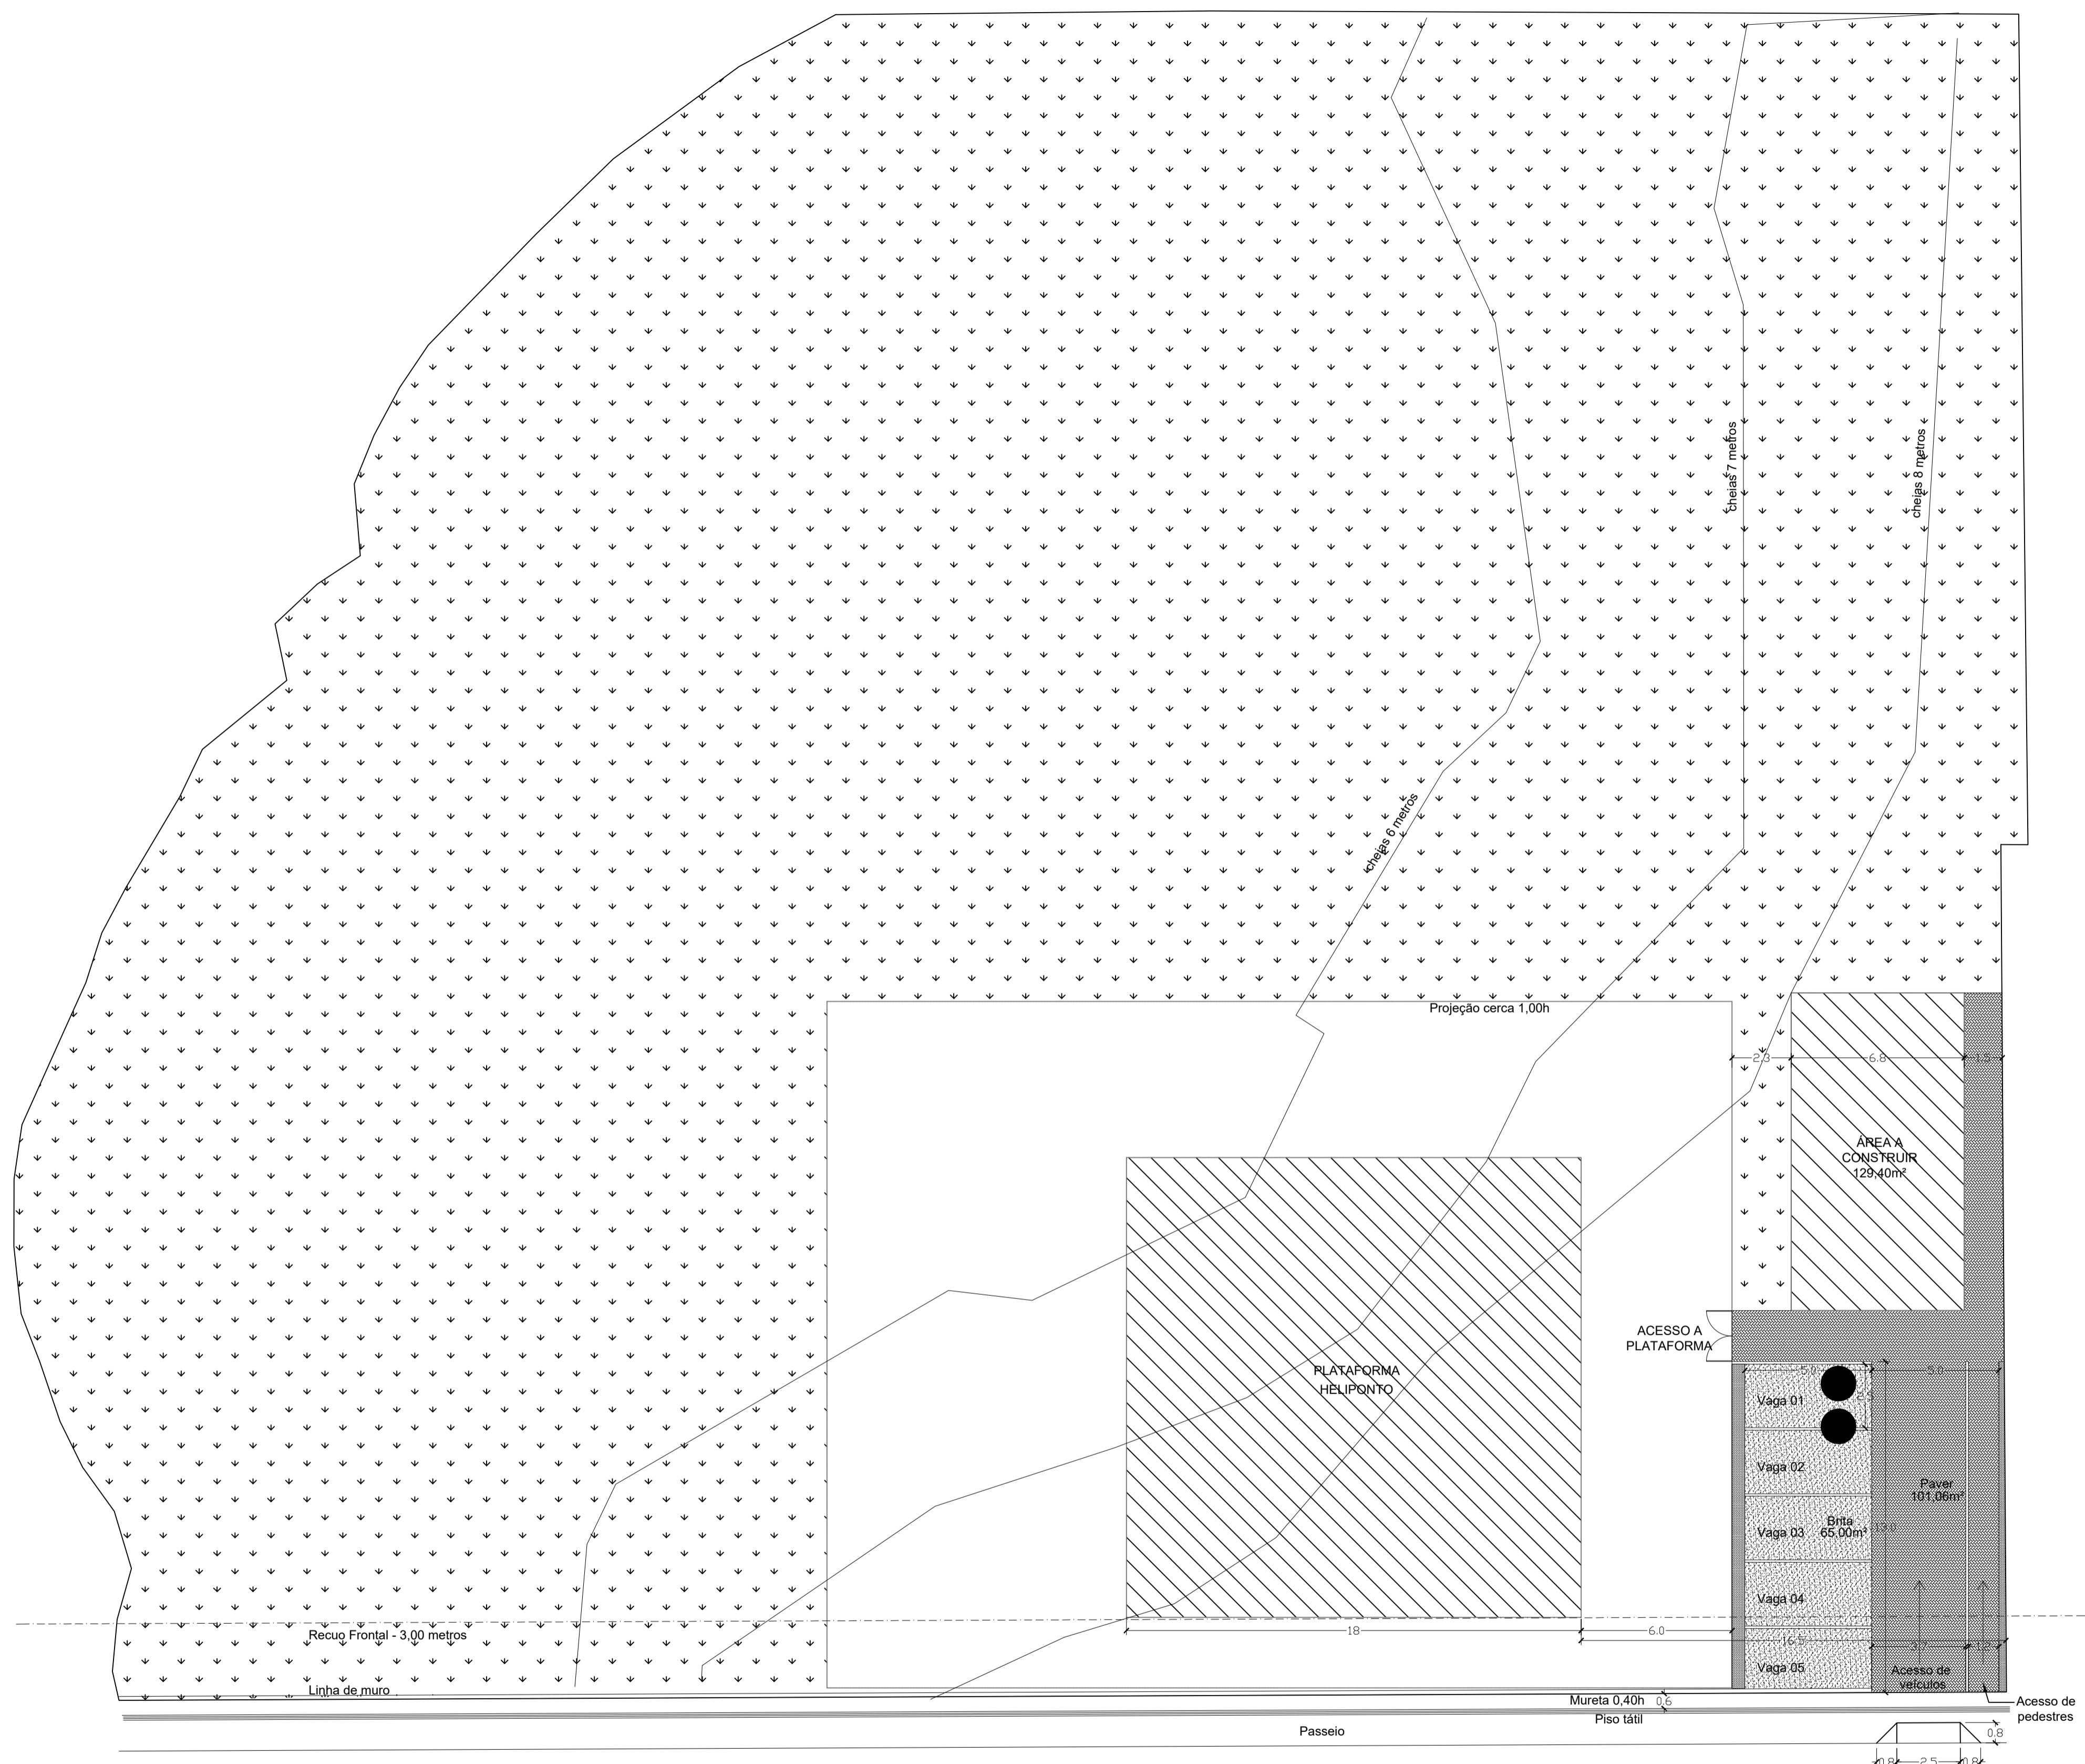 cheias 7 metros
cheias 8 metros
cheias 6 metros
Projeção cerca 1,00h
2.3
6.8
1.5
ÁREA A
CONSTRUIR
129,40m²
ACESSO A
PLATAFORMA
PLATAFORMA
HELIPONTO
5.0
5.0
Vaga 01
Vaga 02
Paver
101,06m²
Brita
65,00m²
Vaga 03
13.0
Vaga 04
Recuo Frontal - 3,00 metros
18
6.0
16.5
3.7
1.2
Vaga 05
Acesso de
veículos
Linha de muro
Mureta 0,40h
0.6
Acesso de
pedestres
Piso tátil
Passeio
0.8
0.8
2.5
0.8